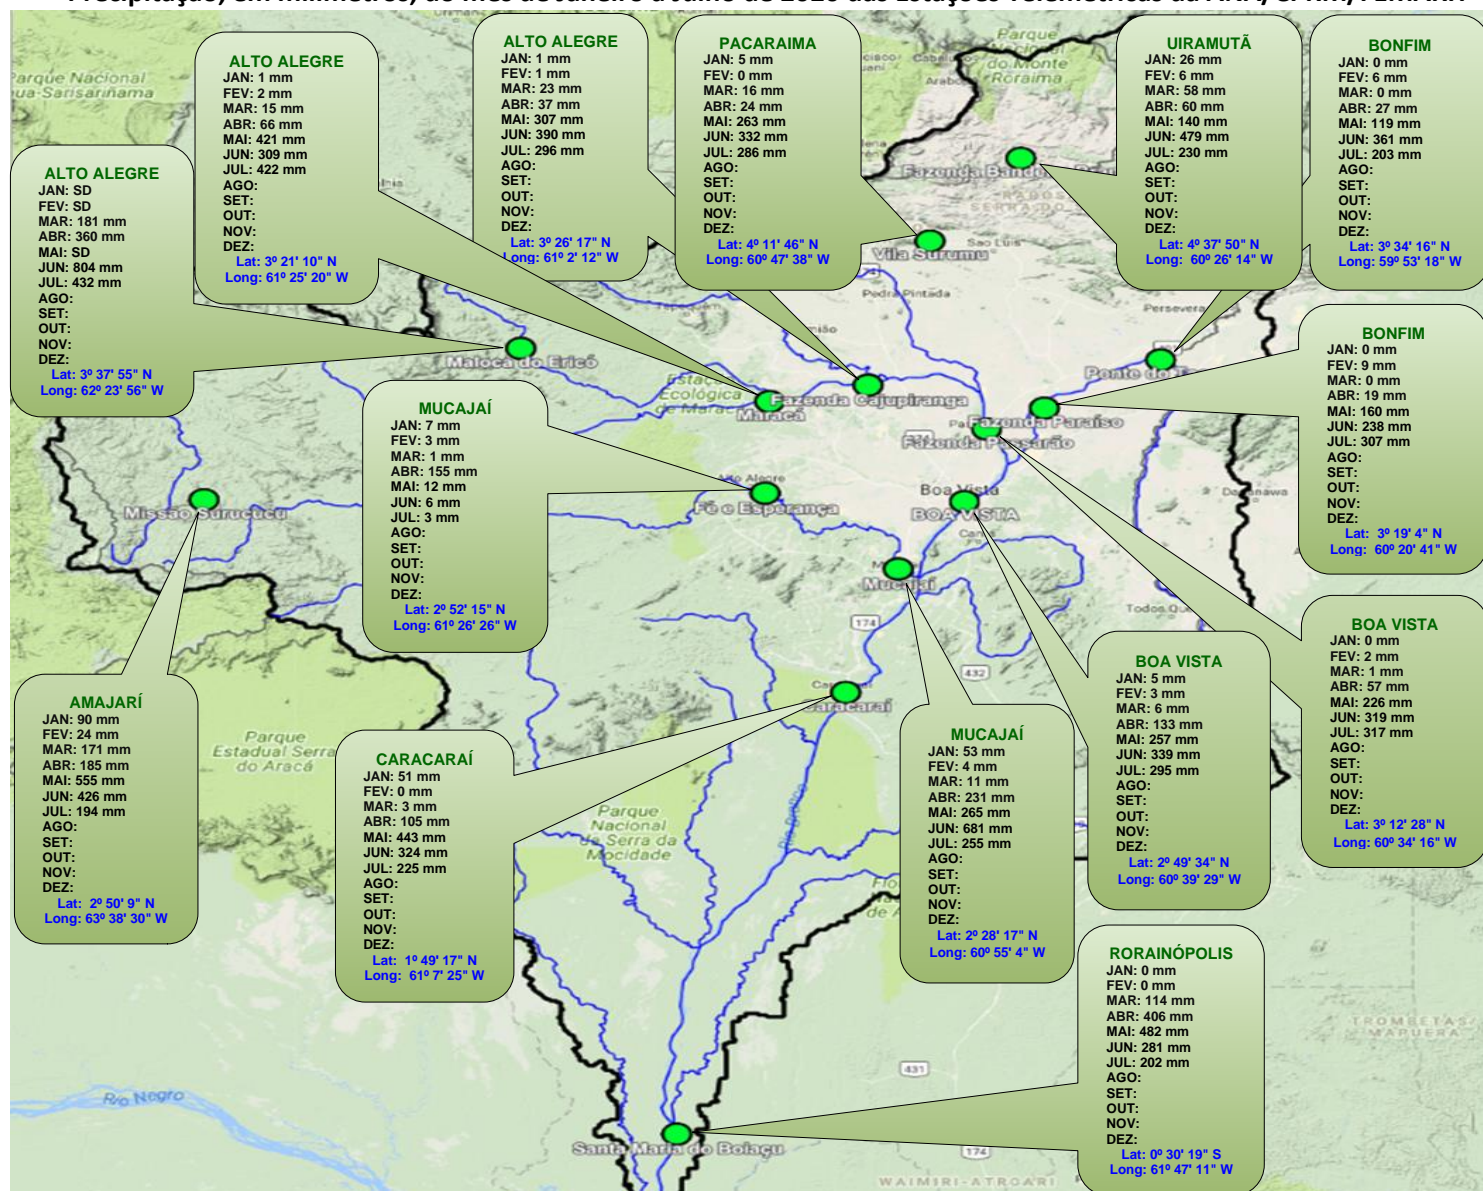 ALTO ALEGRE
JAN: 1 mm
FEV: 2 mm
MAR: 15 mm
ABR: 66 mm
MAI: 421 mm
JUN: 309 mm
JUL: 422 mm
AGO:
SET:
OUT:
NOV:
DEZ:
Lat: 3º 21' 10" N
Long: 61º 25' 20" W
ALTO ALEGRE
JAN: 1 mm
FEV: 1 mm
MAR: 23 mm
ABR: 37 mm
MAI: 307 mm
JUN: 390 mm
JUL: 296 mm
AGO:
SET:
OUT:
NOV:
DEZ:
Lat: 3º 26' 17" N
Long: 61º 2' 12" W
PACARAIMA
JAN: 5 mm
FEV: 0 mm
MAR: 16 mm
ABR: 24 mm
MAI: 263 mm
JUN: 332 mm
JUL: 286 mm
AGO:
SET:
OUT:
NOV:
DEZ:
Lat: 4º 11' 46" N
Long: 60º 47' 38" W
UIRAMUTÃ
JAN: 26 mm
FEV: 6 mm
MAR: 58 mm
ABR: 60 mm
MAI: 140 mm
JUN: 479 mm
JUL: 230 mm
AGO:
SET:
OUT:
NOV:
DEZ:
Lat: 4º 37' 50" N
Long: 60º 26' 14" W
BONFIM
JAN: 0 mm
FEV: 6 mm
MAR: 0 mm
ABR: 27 mm
MAI: 119 mm
JUN: 361 mm
JUL: 203 mm
AGO:
SET:
OUT:
NOV:
DEZ:
Lat: 3º 34' 16" N
Long: 59º 53' 18" W
ALTO ALEGRE
JAN: SD
FEV: SD
MAR: 181 mm
ABR: 360 mm
MAI: SD
JUN: 804 mm
JUL: 432 mm
AGO:
SET:
OUT:
NOV:
DEZ:
Lat: 3º 37' 55" N
Long: 62º 23' 56" W
BONFIM
JAN: 0 mm
FEV: 9 mm
MAR: 0 mm
ABR: 19 mm
MAI: 160 mm
JUN: 238 mm
JUL: 307 mm
AGO:
SET:
OUT:
NOV:
DEZ:
Lat: 3º 19' 4" N
Long: 60º 20' 41" W
MUCAJAÍ
JAN: 7 mm
FEV: 3 mm
MAR: 1 mm
ABR: 155 mm
MAI: 12 mm
JUN: 6 mm
JUL: 3 mm
AGO:
SET:
OUT:
NOV:
DEZ:
Lat: 2º 52' 15" N
Long: 61º 26' 26" W
BOA VISTA
JAN: 0 mm
FEV: 2 mm
MAR: 1 mm
ABR: 57 mm
MAI: 226 mm
JUN: 319 mm
JUL: 317 mm
AGO:
SET:
OUT:
NOV:
DEZ:
Lat: 3º 12' 28" N
Long: 60º 34' 16" W
BOA VISTA
JAN: 5 mm
FEV: 3 mm
MAR: 6 mm
ABR: 133 mm
MAI: 257 mm
JUN: 339 mm
JUL: 295 mm
AGO:
SET:
OUT:
NOV:
DEZ:
Lat: 2º 49' 34" N
Long: 60º 39' 29" W
AMAJARÍ
JAN: 90 mm
FEV: 24 mm
MAR: 171 mm
ABR: 185 mm
MAI: 555 mm
JUN: 426 mm
JUL: 194 mm
AGO:
SET:
OUT:
NOV:
DEZ:
Lat: 2º 50' 9" N
Long: 63º 38' 30" W
CARACARAÍ
JAN: 51 mm
FEV: 0 mm
MAR: 3 mm
ABR: 105 mm
MAI: 443 mm
JUN: 324 mm
JUL: 225 mm
AGO:
SET:
OUT:
NOV:
DEZ:
Lat: 1º 49' 17" N
Long: 61º 7' 25" W
MUCAJAÍ
JAN: 53 mm
FEV: 4 mm
MAR: 11 mm
ABR: 231 mm
MAI: 265 mm
JUN: 681 mm
JUL: 255 mm
AGO:
SET:
OUT:
NOV:
DEZ:
Lat: 2º 28' 17" N
Long: 60º 55' 4" W
RORAINÓPOLIS
JAN: 0 mm
FEV: 0 mm
MAR: 114 mm
ABR: 406 mm
MAI: 482 mm
JUN: 281 mm
JUL: 202 mm
AGO:
SET:
OUT:
NOV:
DEZ:
Lat: 0º 30' 19" S
Long: 61º 47' 11" W
Parque
do Monte
Roraima
Vila Surumu
Sao Luis
Pedra Pintada
Maloca do Ericó
Estação
Ecológica
de Maracá
Maracá
Fazenda Cajupiranga
Fazenda Paraíso
Fazenda Passarão
Ponte do
Missão Surucucu
Alto Alegre
Fé e Esperança
Boa Vista
BOA VISTA
Mucajaí
174
432
Caracaraí
Parque
Estadual Serra
do Aracá
Parque
Nacional
da Serra da
Mocidade
Rio Branco
Rio Negro
431
174
Santa Maria do Boiaçu
TROMBETAS/
MAPUERA
WAIMIRI-ATROARI